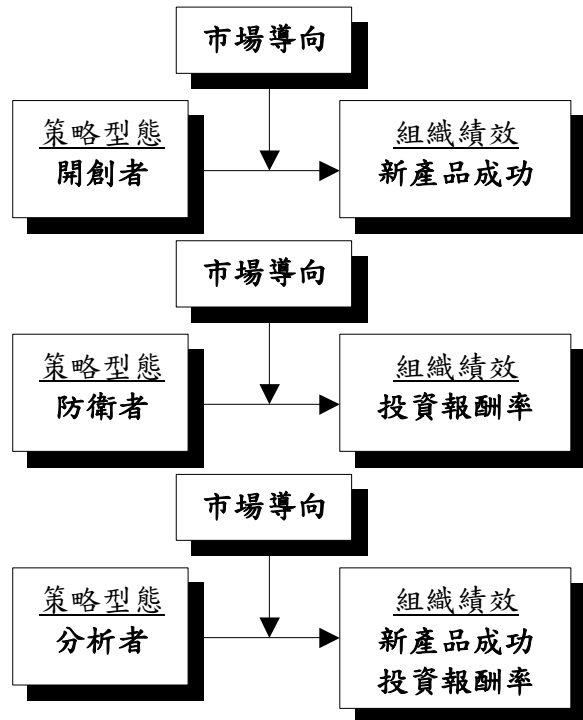 市場導向
策略型態
開創者
組織績效
新產品成功
市場導向
策略型態
防衛者
組織績效
投資報酬率
市場導向
策略型態
分析者
組織績效
新產品成功
投資報酬率